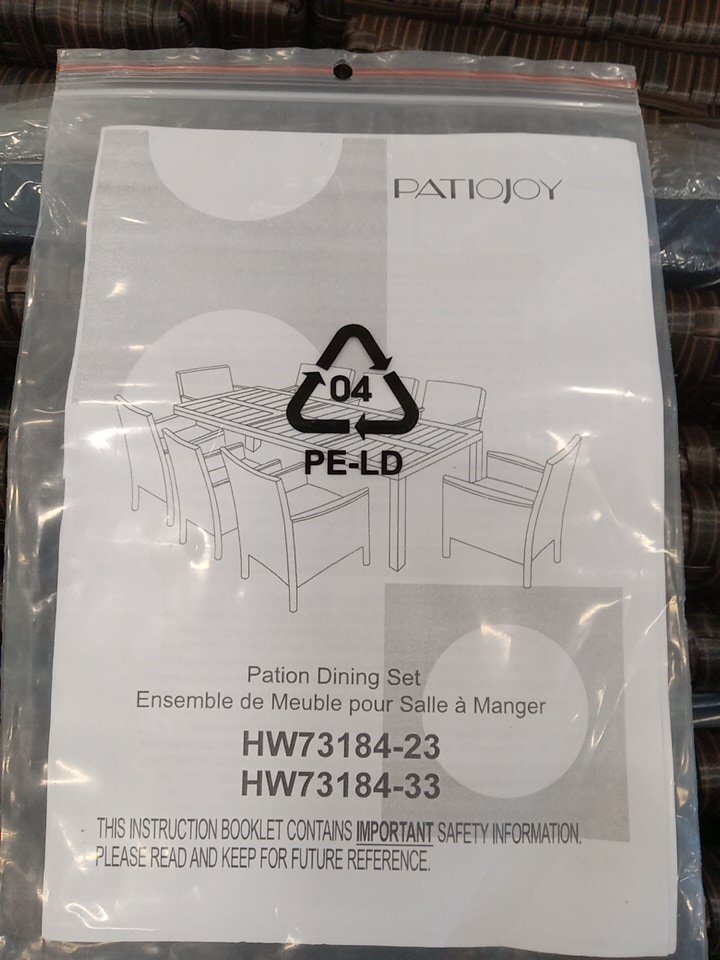 PATIOJOY
04
PE-LD
Pation Dining Set
Ensemble de Meuble pour Salle à Manger
HW73184-23
HW73184-33
THIS INSTRUCTION BOOKLET CONTAINS IMPORTANT SAFETY INFORMATION.
PLEASE READ AND KEEP FOR FUTURE REFERENCE.